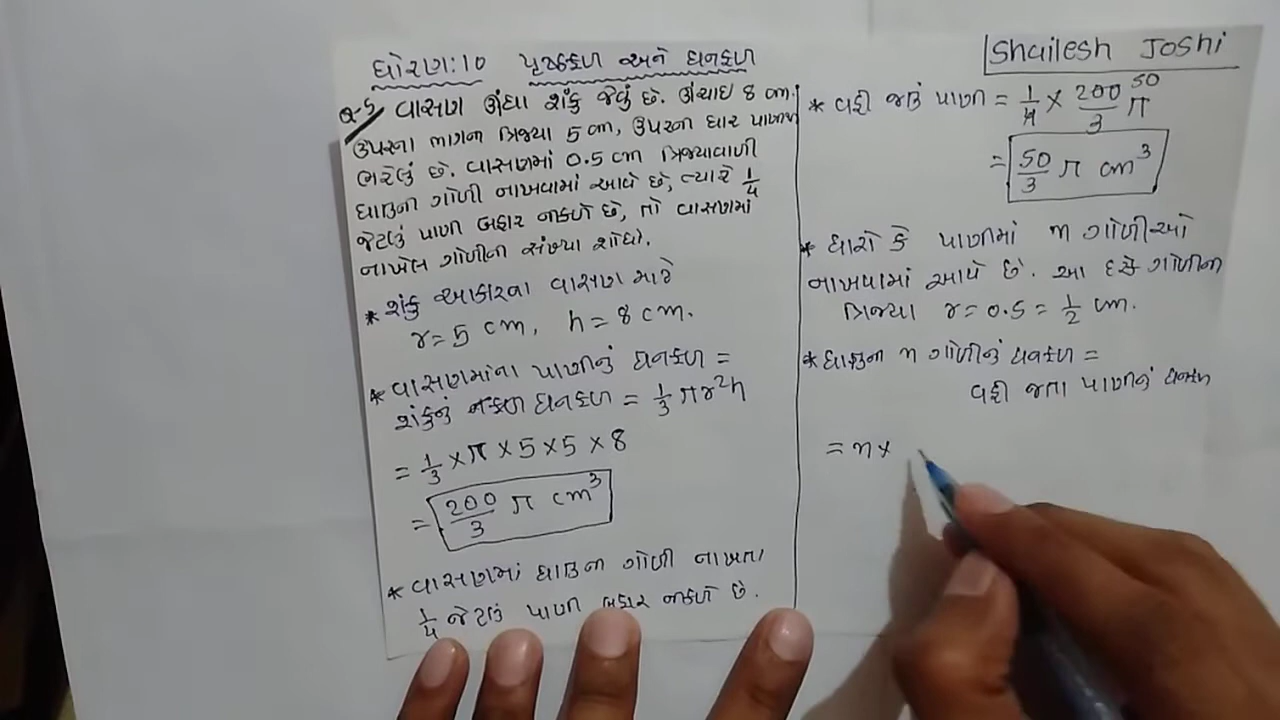 ધોરણ:10 પૃષ્ઠફળ અને ઘનફળ
Q-5 વાસણ ઊંધા શંકુ જેવું છે. ઊંચાઇ 8 cm.
ઉપરના ભાગના ત્રિજ્યા 5 cm, ઉપરની ધાર
ભરેલું છે. વાસણમાં 0.5 cm ત્રિજ્યાવાળી
ધાતુની ગોળી નાખવામાં આવે છે, ત્યારે 1/4
જેટલું પાણી બહાર નીકળે છે, તો વાસણમાં
નાખેલ ગોળીની સંખ્યા શોધો.
* શંકુ આકારના વાસણ માટે
r = 5 cm, h = 8 cm.
* વાસણમાંના પાણીનું ઘનફળ =
શંકુનું ઘનફળ = 1/3 πr²h
= 1/3 × π × 5 × 5 × 8
= 200/3 π cm³
* વાસણમાં ધાતુની ગોળી નાખતા
1/4 જેટલું પાણી બહાર નીકળે છે.
Shailesh Joshi
* વહી જતું પાણી = 1/4 × 200/3 π 50
= 50/3 π cm³
* ધારો કે પાણીમાં n ગોળીઓ
નાખવામાં આવે છે. આ દરેક ગોળીની
ત્રિજ્યા r = 0.5 = 1/2 cm.
* ધાતુની n ગોળીનું ઘનફળ =
વહી જતા પાણીનું ઘનફળ
= n ×